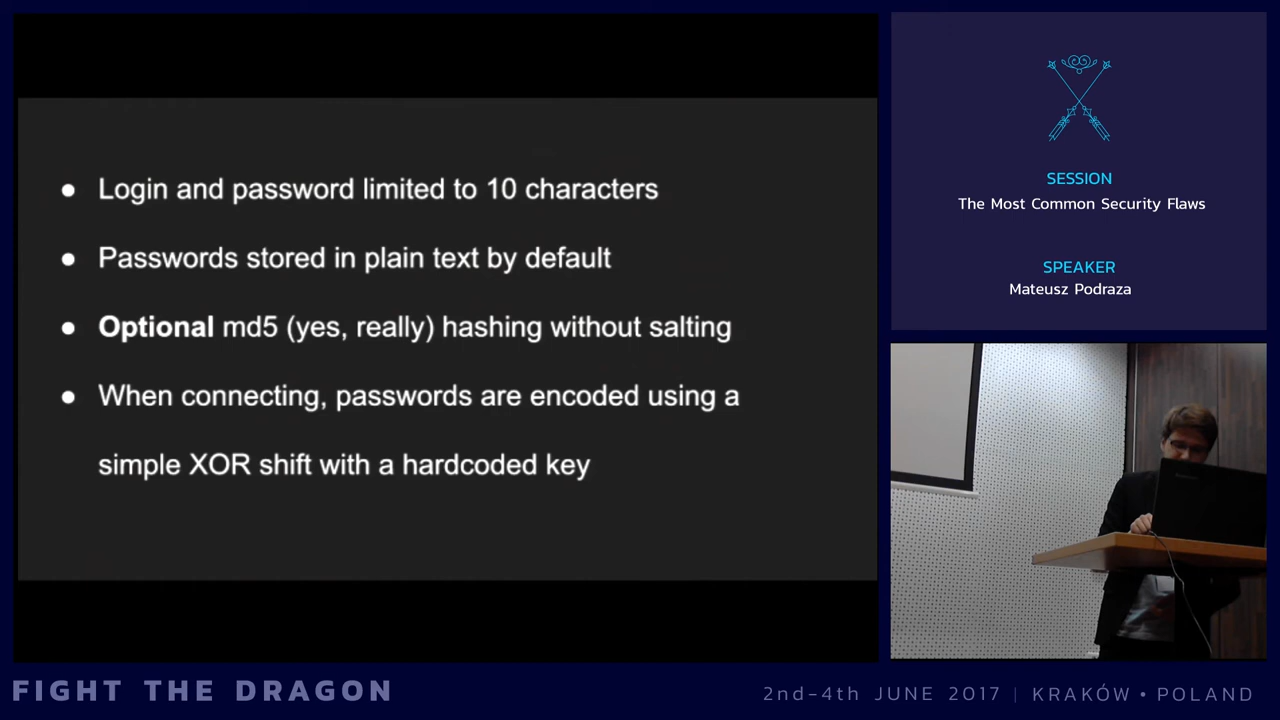 ● Login and password limited to 10 characters
● Passwords stored in plain text by default
● Optional md5 (yes, really) hashing without salting
● When connecting, passwords are encoded using a
simple XOR shift with a hardcoded key
SESSION
The Most Common Security Flaws
SPEAKER
Mateusz Podraza
FIGHT THE DRAGON
2nd-4th JUNE 2017 | KRAKÓW • POLAND